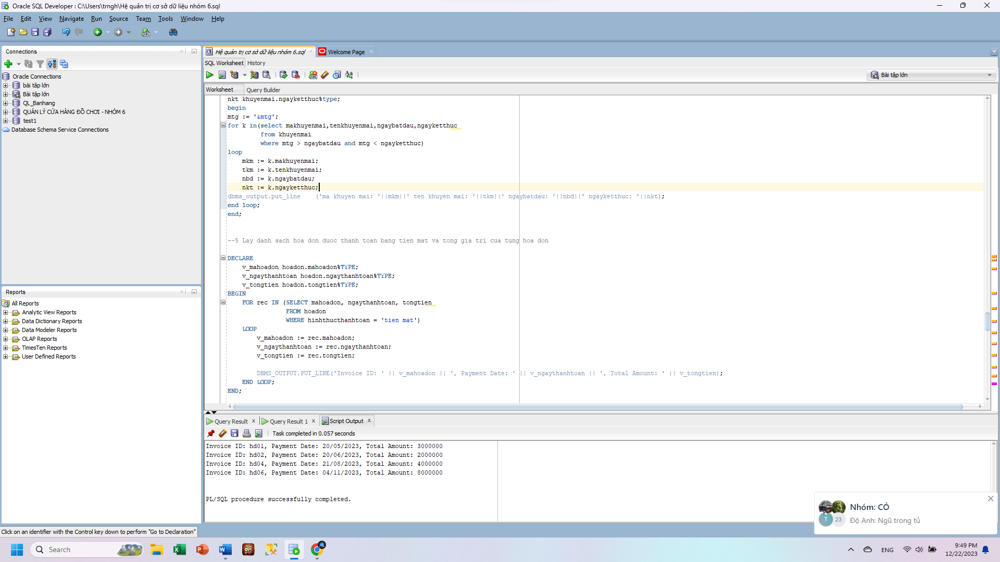 Oracle SQL Developer : C:\Users\trngh\Hệ quản trị cơ sở dữ liệu nhóm 6.sql
File Edit View Navigate Run Source Team Tools Window Help
Connections
Oracle Connections
bài tập lớn
Bài tập lớn
QL_Banhang
QUẢN LÝ CỬA HÀNG ĐỒ CHƠI - NHÓM 6
test1
Database Schema Service Connections
Reports
All Reports
Analytic View Reports
Data Dictionary Reports
Data Modeler Reports
OLAP Reports
TimesTen Reports
User Defined Reports
Hệ quản trị cơ sở dữ liệu nhóm 6.sql
Welcome Page
SQL Worksheet History
Bài tập lớn
Worksheet Query Builder
nkt khuyenmai.ngayketthuc%type;
begin
mtg := '&mtg';
for k in(select makhuyenmai,tenkhuyenmai,ngaybatdau,ngayketthuc
from khuyenmai
where mtg > ngaybatdau and mtg < ngayketthuc)
loop
mkm := k.makhuyenmai;
tkm := k.tenkhuyenmai;
nbd := k.ngaybatdau;
nkt := k.ngayketthuc;
dbms_output.put_line    ('ma khuyen mai: '||mkm||' ten khuyen mai: '||tkm||' ngaybatdau: '||nbd||' ngayketthuc: '||nkt);
end loop;
end;
--5 Lay danh sach hoa don duoc thanh toan bang tien mat va tong gia tri cua tung hoa don
DECLARE
v_mahoadon hoadon.mahoadon%TYPE;
v_ngaythanhtoan hoadon.ngaythanhtoan%TYPE;
v_tongtien hoadon.tongtien%TYPE;
BEGIN
FOR rec IN (SELECT mahoadon, ngaythanhtoan, tongtien
FROM hoadon
WHERE hinhthucthanhtoan = 'tien mat')
LOOP
v_mahoadon := rec.mahoadon;
v_ngaythanhtoan := rec.ngaythanhtoan;
v_tongtien := rec.tongtien;
DBMS_OUTPUT.PUT_LINE('Invoice ID: ' || v_mahoadon || ', Payment Date: ' || v_ngaythanhtoan || ', Total Amount: ' || v_tongtien);
END LOOP;
END;
Query Result Query Result 1 Script Output
Task completed in 0.057 seconds
Invoice ID: hd01, Payment Date: 20/05/2023, Total Amount: 3000000
Invoice ID: hd02, Payment Date: 20/06/2023, Total Amount: 2000000
Invoice ID: hd04, Payment Date: 21/08/2023, Total Amount: 4000000
Invoice ID: hd06, Payment Date: 04/11/2023, Total Amount: 8000000
PL/SQL procedure successfully completed.
Nhóm: CỎ
T 23
Độ Anh: Ngũ trong tủ
Click on an identifier with the Control key down to perform "Go to Declaration"
Search
ENG
9:49 PM
12/22/2023